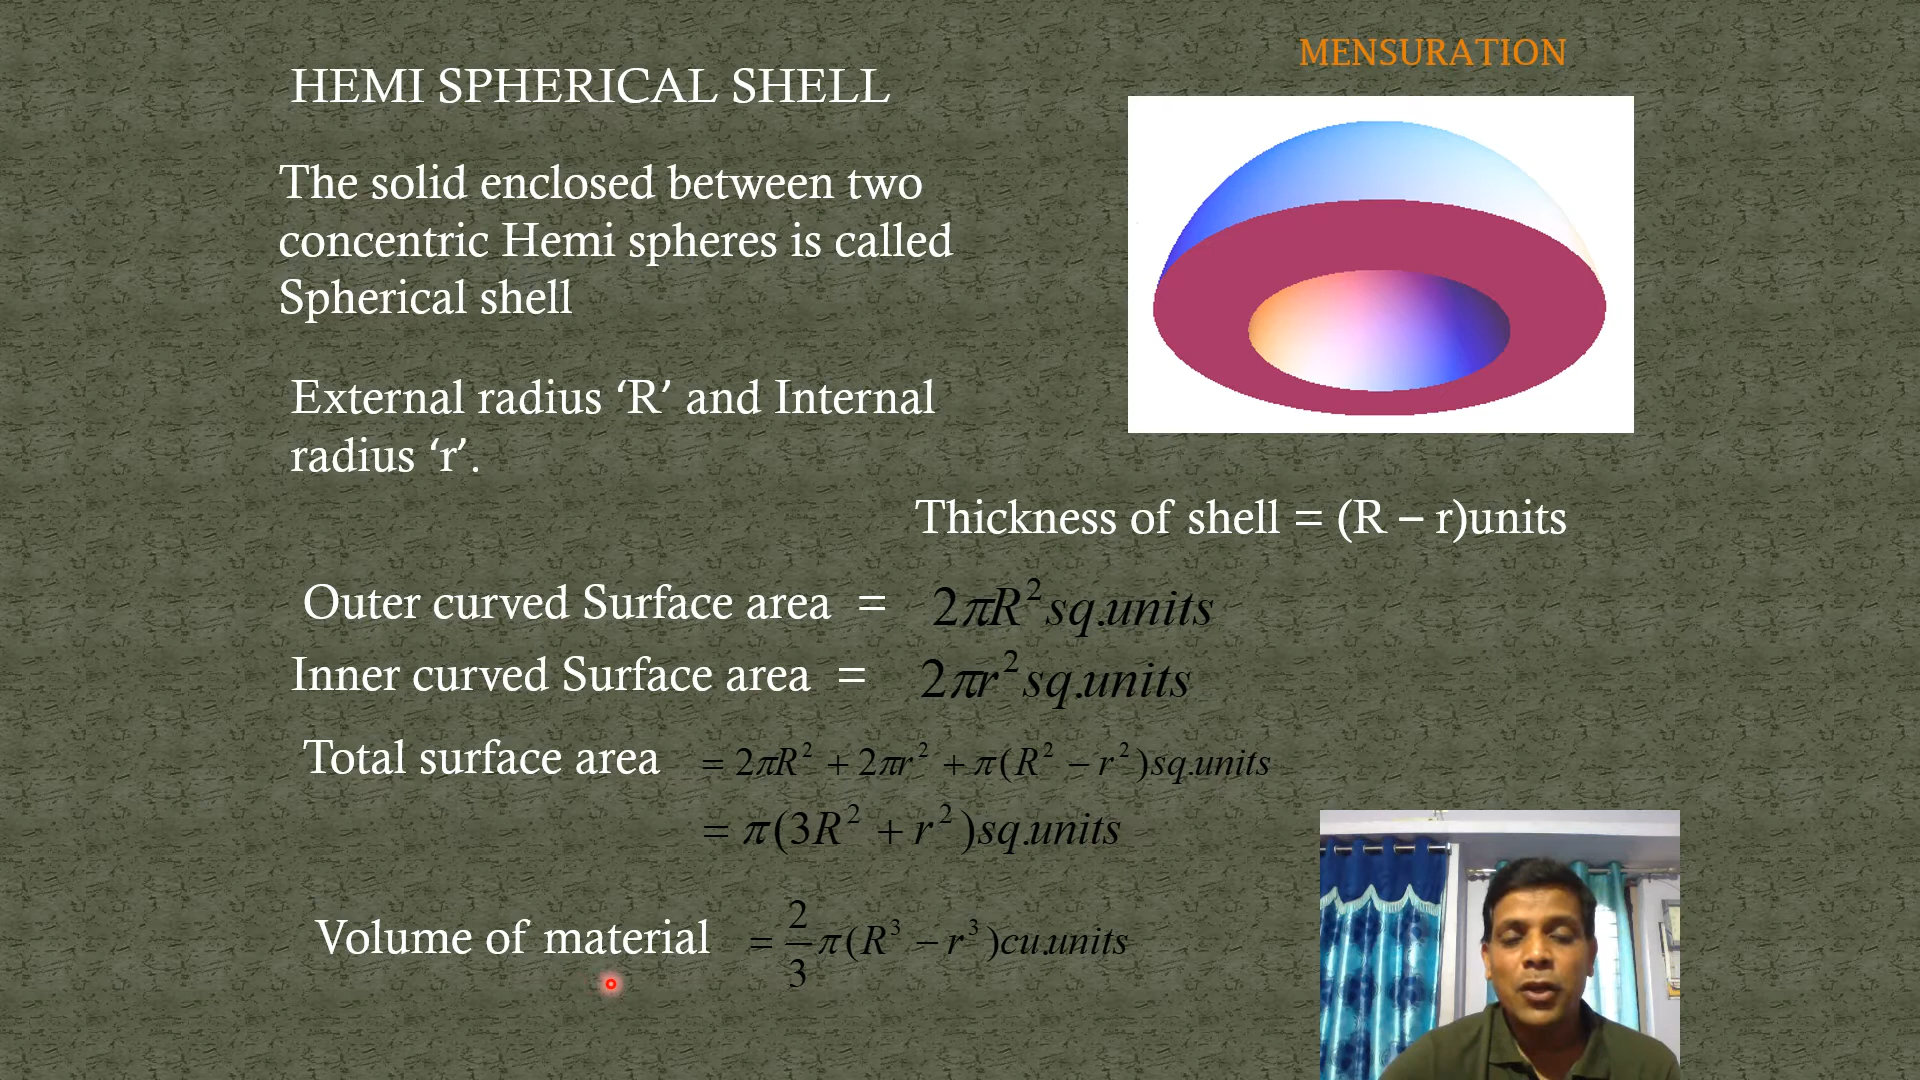 MENSURATION
HEMI SPHERICAL SHELL
The solid enclosed between two
concentric Hemi spheres is called
Spherical shell
External radius ‘R’ and Internal
radius ‘r’.
Thickness of shell = (R – r)units
Outer curved Surface area = 2πR² sq.units
Inner curved Surface area = 2πr² sq.units
Total surface area = 2πR² + 2πr² + π(R² − r²)sq.units
= π(3R² + r²)sq.units
Volume of material = 2/3 π(R³ − r³)cu.units